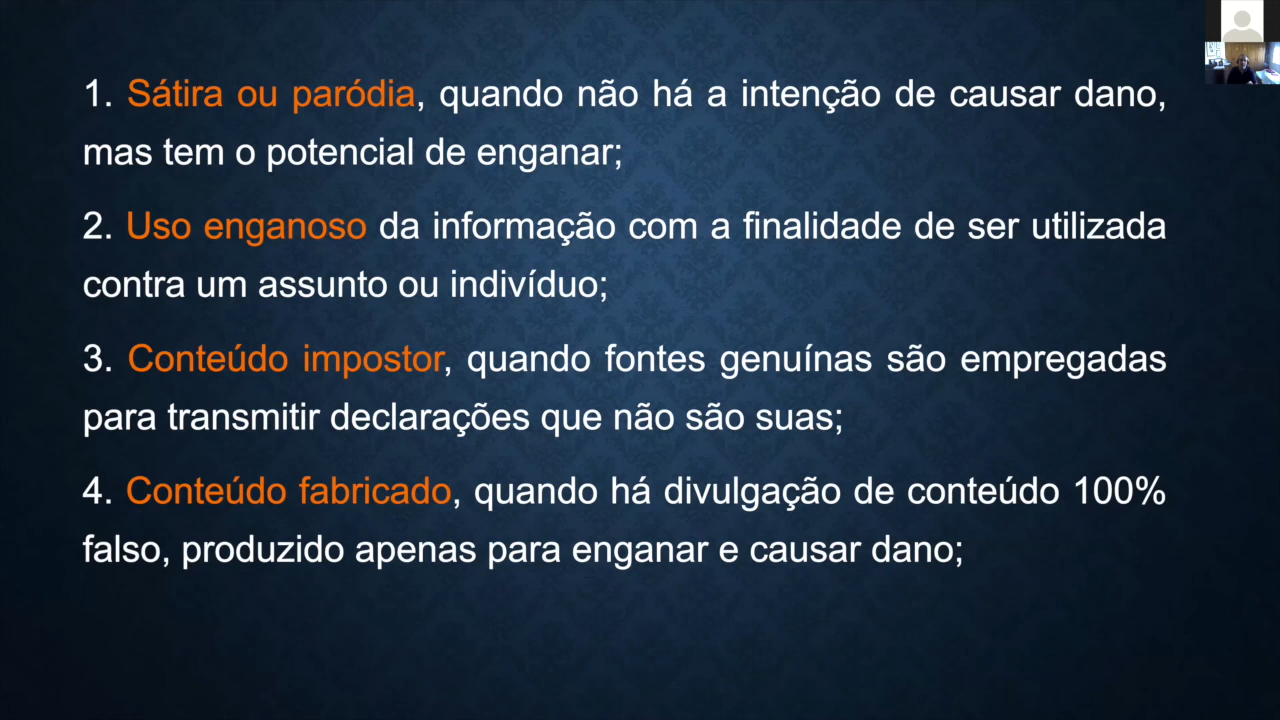 1. Sátira ou paródia, quando não há a intenção de causar dano,
mas tem o potencial de enganar;
2. Uso enganoso da informação com a finalidade de ser utilizada
contra um assunto ou indivíduo;
3. Conteúdo impostor, quando fontes genuínas são empregadas
para transmitir declarações que não são suas;
4. Conteúdo fabricado, quando há divulgação de conteúdo 100%
falso, produzido apenas para enganar e causar dano;